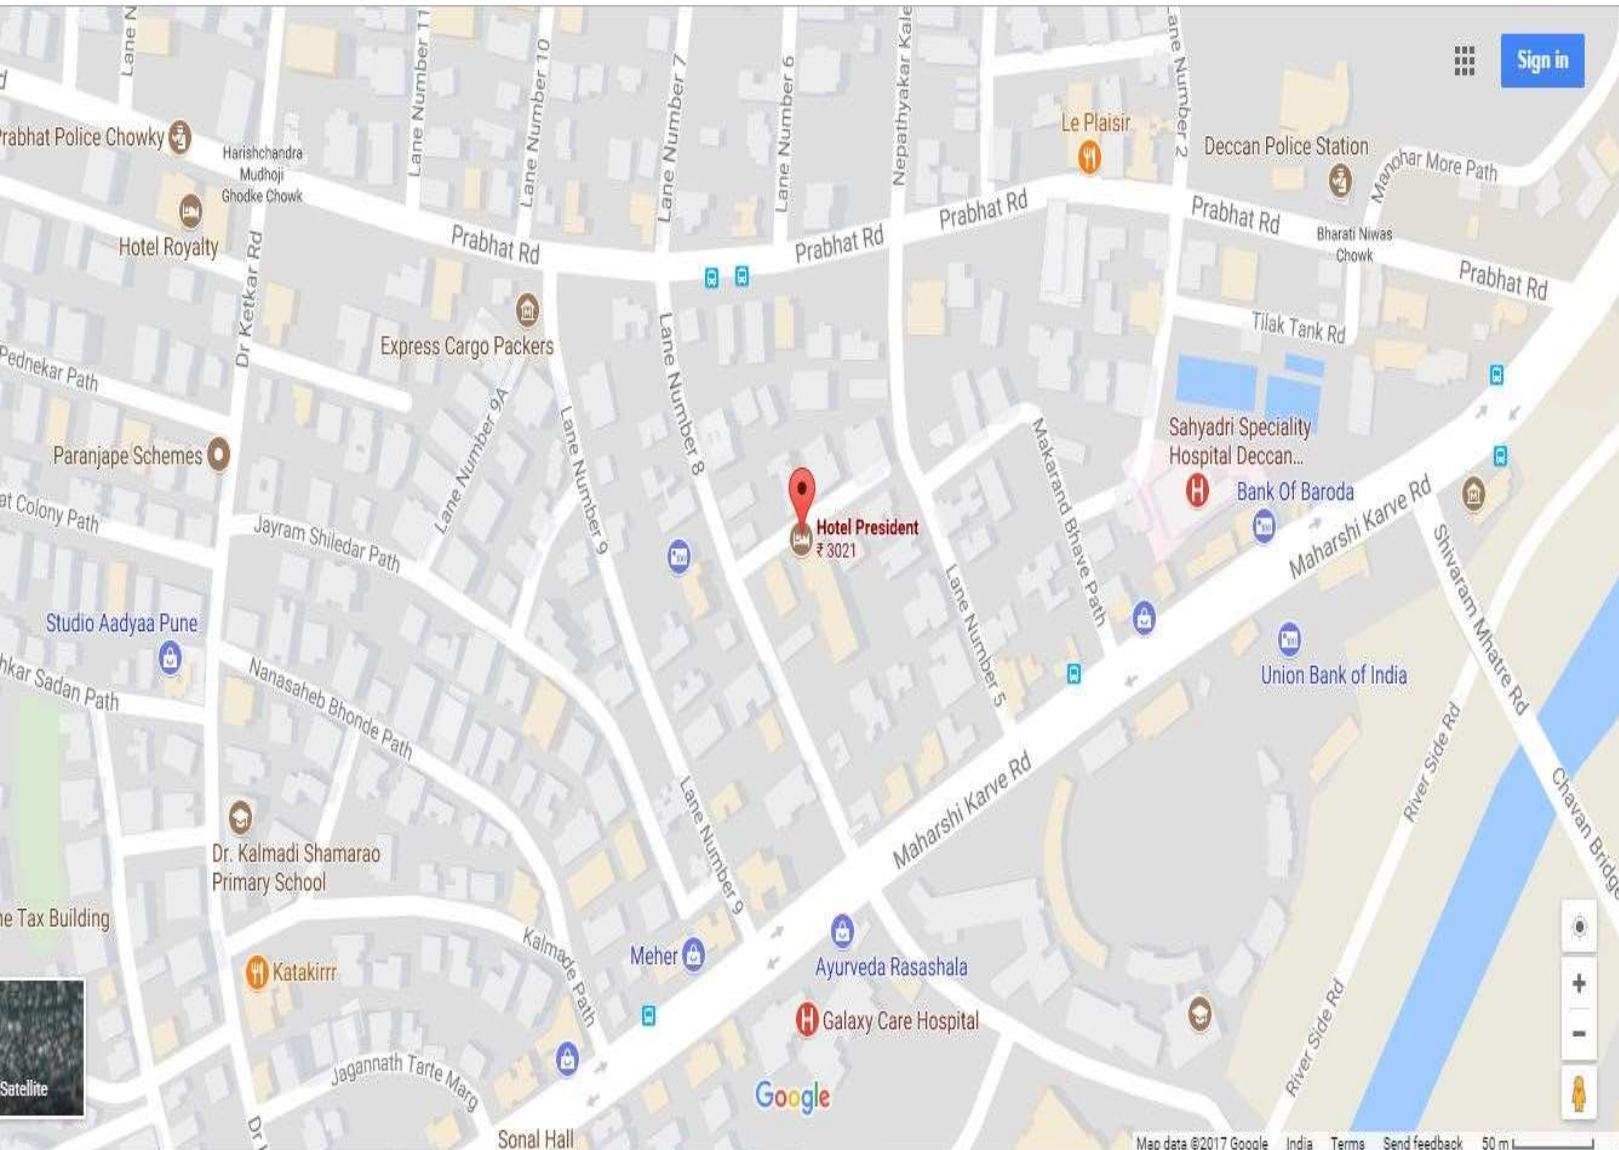 Lane N
Lane Number 11
Lane Number 10
Lane Number 7
Lane Number 6
Nepathyakar Kale
Lane Number 2
Sign in
Le Plaisir
Prabhat Police Chowky
Harishchandra
Mudhoji
Ghodke Chowk
Deccan Police Station
Manohar More Path
Hotel Royalty
Prabhat Rd
Prabhat Rd
Prabhat Rd
Prabhat Rd
Bharati Niwas
Chowk
Prabhat Rd
Dr Ketkar Rd
Express Cargo Packers
Tilak Tank Rd
Pednekar Path
Lane Number 8
Lane Number 9A
Lane Number 9
Paranjape Schemes
Makarand Bhave Path
Sahyadri Speciality
Hospital Deccan...
Bank Of Baroda
Maharshi Karve Rd
at Colony Path
Jayram Shiledar Path
Hotel President
₹ 3021
Lane Number 5
Shivaram Mhatre Rd
Studio Aadyaa Pune
Union Bank of India
hkar Sadan Path
Nanasaheb Bhonde Path
River Side Rd
Chavan Bridge
Lane Number 9
Maharshi Karve Rd
Dr. Kalmadi Shamarao
Primary School
ne Tax Building
Kalmade Path
Meher
Ayurveda Rasashala
Katakirrr
Galaxy Care Hospital
River Side Rd
Jagannath Tarte Marg
Satellite
Google
Dr
Sonal Hall
Map data ©2017 Google India Terms Send feedback 50 m